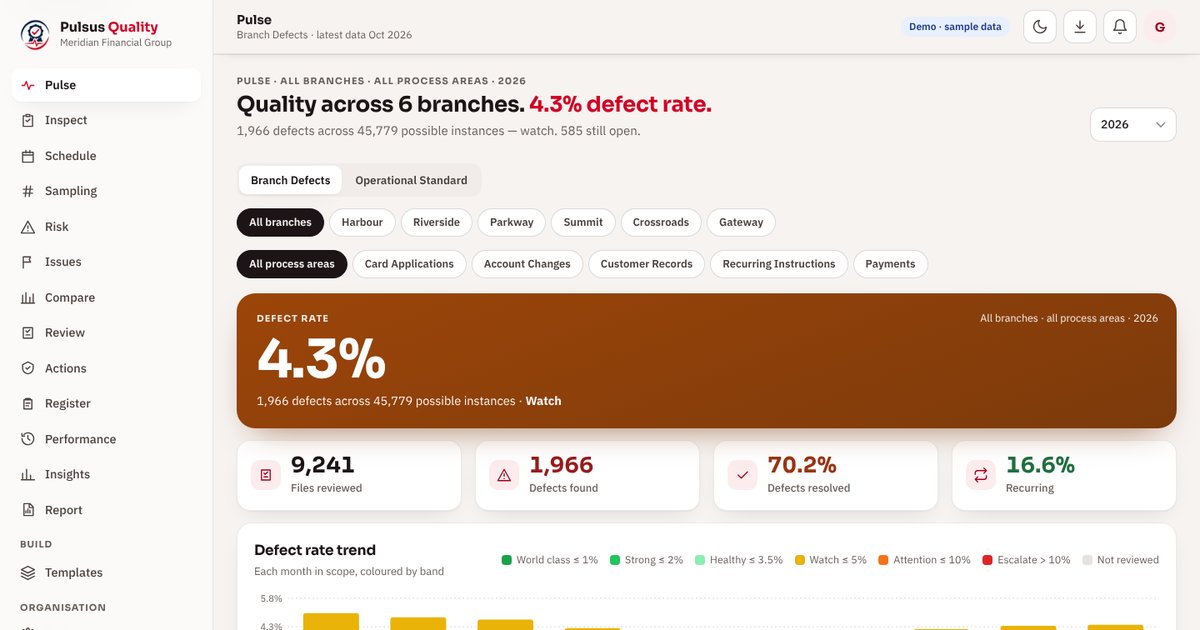 Pulsus Quality
Meridian Financial Group
Pulse
Inspect
Schedule
Sampling
Risk
Issues
Compare
Review
Actions
Register
Performance
Insights
Report
BUILD
Templates
ORGANISATION
Pulse
Branch Defects · latest data Oct 2026
Demo · sample data
G
PULSE · ALL BRANCHES · ALL PROCESS AREAS · 2026
Quality across 6 branches. 4.3% defect rate.
1,966 defects across 45,779 possible instances — watch. 585 still open.
2026
Branch Defects Operational Standard
All branches Harbour Riverside Parkway Summit Crossroads Gateway
All process areas Card Applications Account Changes Customer Records Recurring Instructions Payments
DEFECT RATE
All branches · all process areas · 2026
4.3%
1,966 defects across 45,779 possible instances · Watch
9,241
Files reviewed
1,966
Defects found
70.2%
Defects resolved
16.6%
Recurring
Defect rate trend
Each month in scope, coloured by band
World class ≤ 1% Strong ≤ 2% Healthy ≤ 3.5% Watch ≤ 5% Attention ≤ 10% Escalate > 10% Not reviewed
5.8%
4.3%